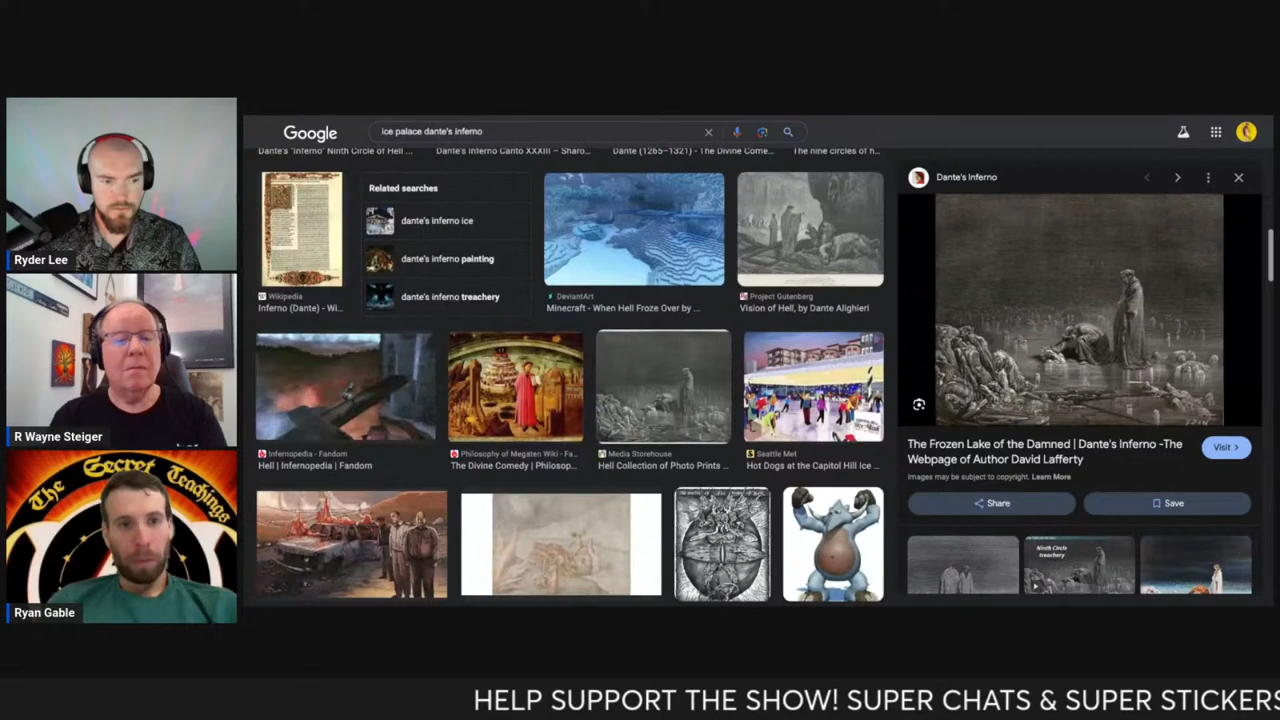 Ryder Lee
R Wayne Steiger
The Secret Teachings
Ryan Gable
Google
ice palace dante's inferno
Dante's "Inferno" Ninth Circle of Hell ...
Dante's Inferno Canto XXXIII – Sharo...
Dante (1265–1321) - The Divine Come...
The nine circles of h...
Wikipedia
Inferno (Dante) - Wi...
Related searches
dante's inferno ice
dante's inferno painting
dante's inferno treachery
DeviantArt
Minecraft - When Hell Froze Over by ...
Project Gutenberg
Vision of Hell, by Dante Alighieri
Infernopedia - Fandom
Hell | Infernopedia | Fandom
Philosophy of Megaten Wiki - Fa...
The Divine Comedy | Philosop...
Media Storehouse
Hell Collection of Photo Prints ...
Seattle Met
Hot Dogs at the Capitol Hill Ice ...
Dante's Inferno
The Frozen Lake of the Damned | Dante's Inferno -The
Webpage of Author David Lafferty
Visit
Images may be subject to copyright. Learn More
Share
Save
Ninth Circle
treachery
HELP SUPPORT THE SHOW! SUPER CHATS & SUPER STICKERS